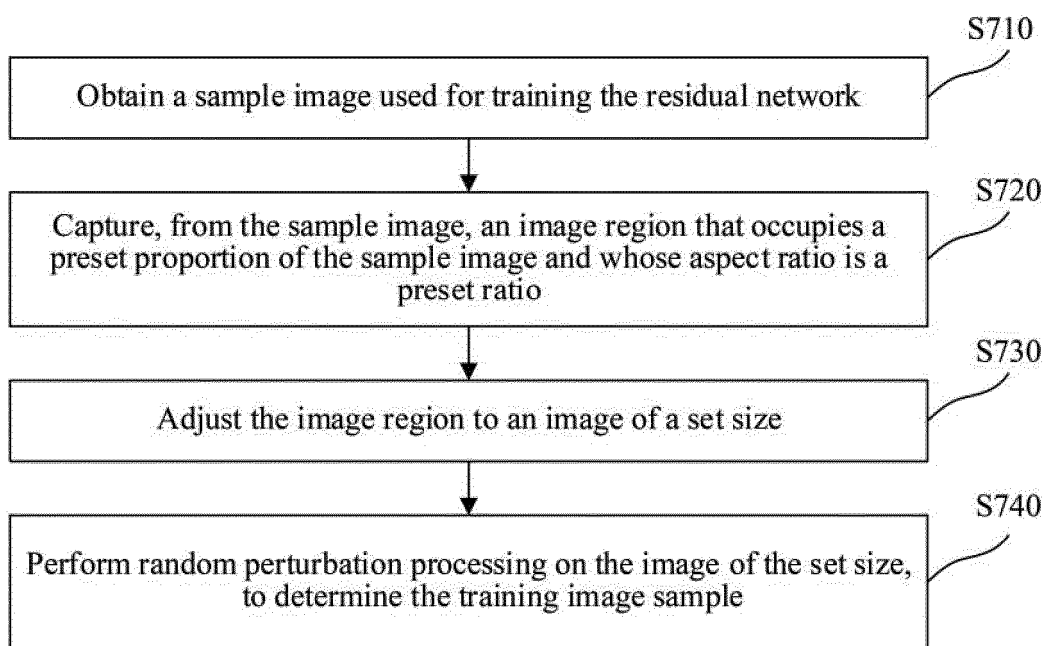 S710
Obtain a sample image used for training the residual network
S720
Capture, from the sample image, an image region that occupies a
preset proportion of the sample image and whose aspect ratio is a
preset ratio
S730
Adjust the image region to an image of a set size
S740
Perform random perturbation processing on the image of the set size,
to determine the training image sample